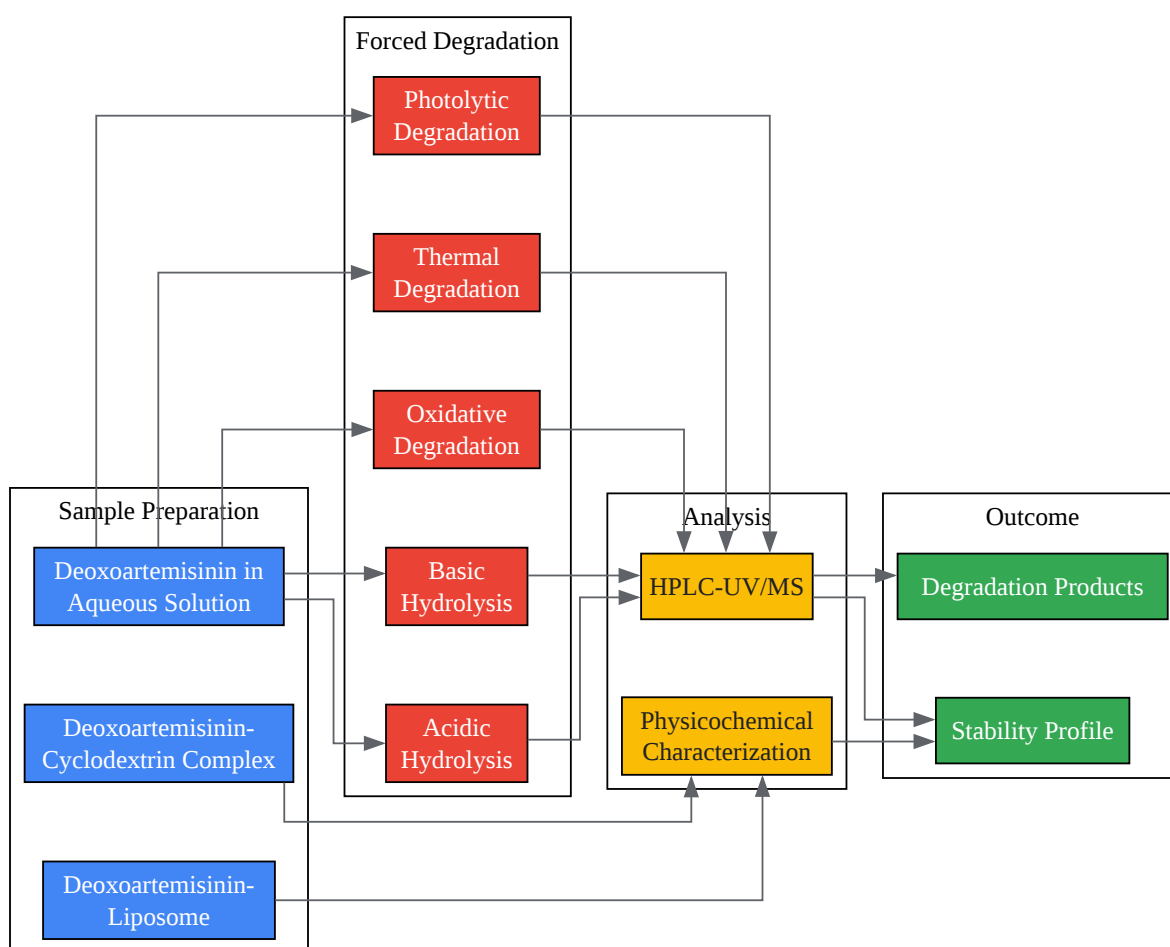 Forced Degradation
Photolytic
Degradation
Thermal
Degradation
Oxidative
Degradation
Basic
Hydrolysis
Acidic
Hydrolysis
Sample Preparation
Deoxoartemisinin in
Aqueous Solution
Deoxoartemisinin-
Cyclodextrin Complex
Deoxoartemisinin-
Liposome
Analysis
HPLC-UV/MS
Physicochemical
Characterization
Outcome
Degradation Products
Stability Profile